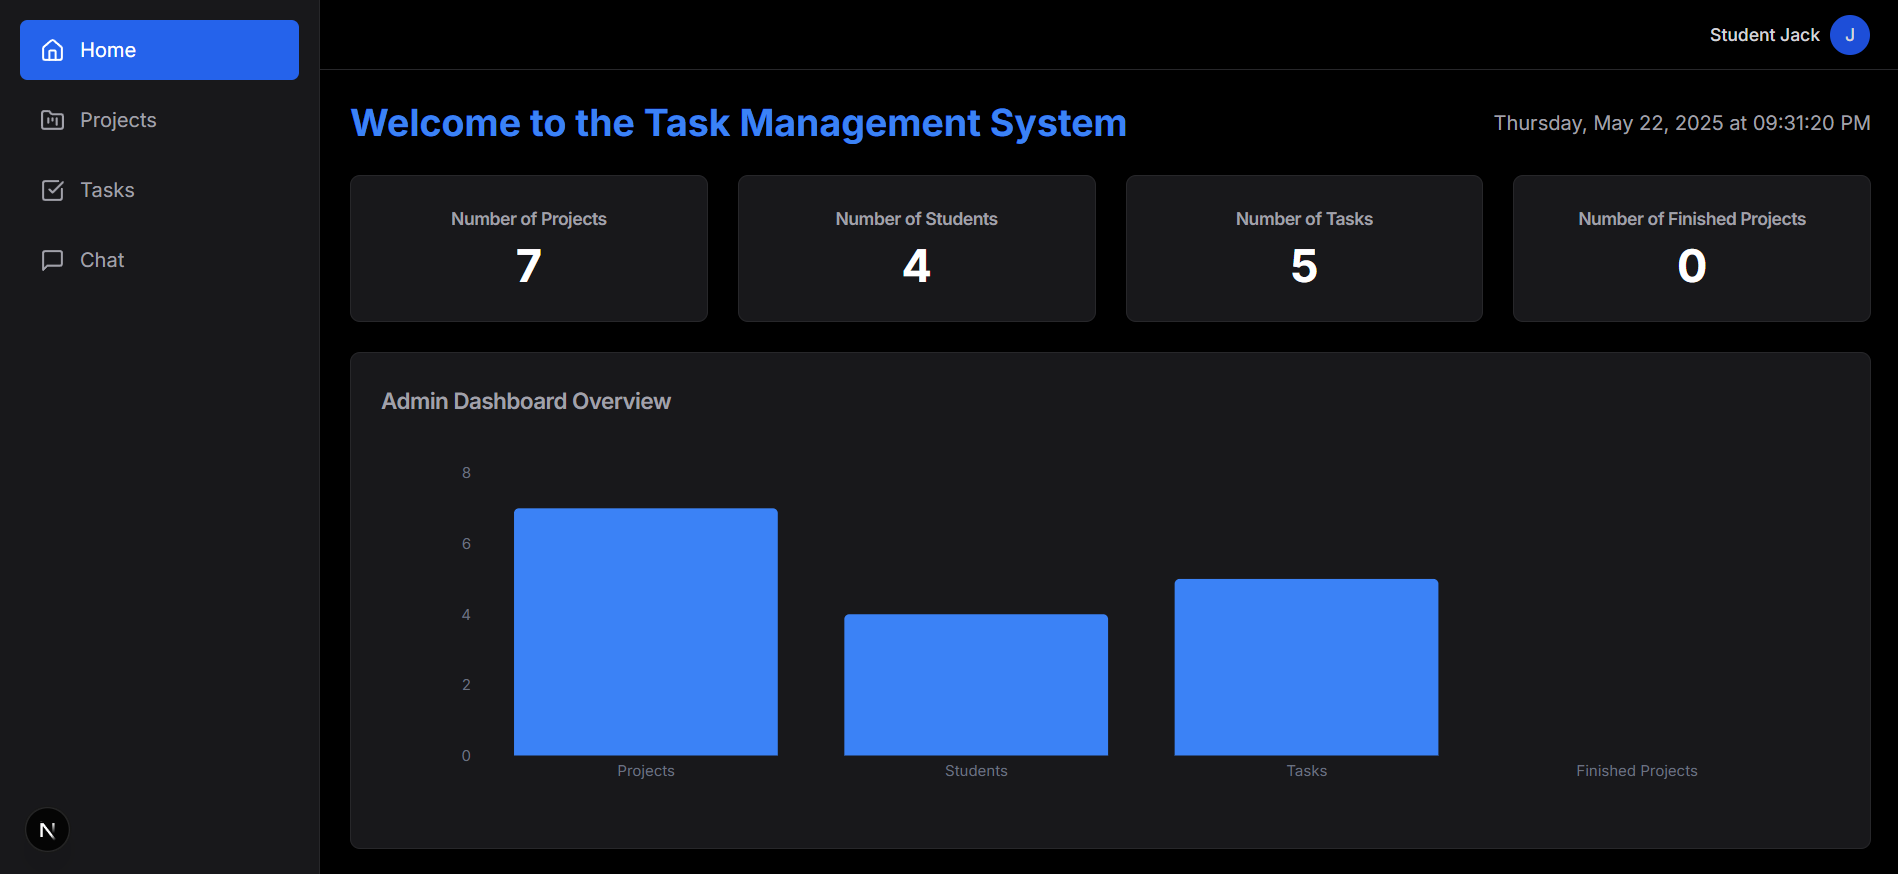 Home
Projects
Tasks
Chat
N
Student Jack
J
Welcome to the Task Management System
Thursday, May 22, 2025 at 09:31:20 PM
Number of Projects
7
Number of Students
4
Number of Tasks
5
Number of Finished Projects
0
Admin Dashboard Overview
8
6
4
2
0
Projects
Students
Tasks
Finished Projects